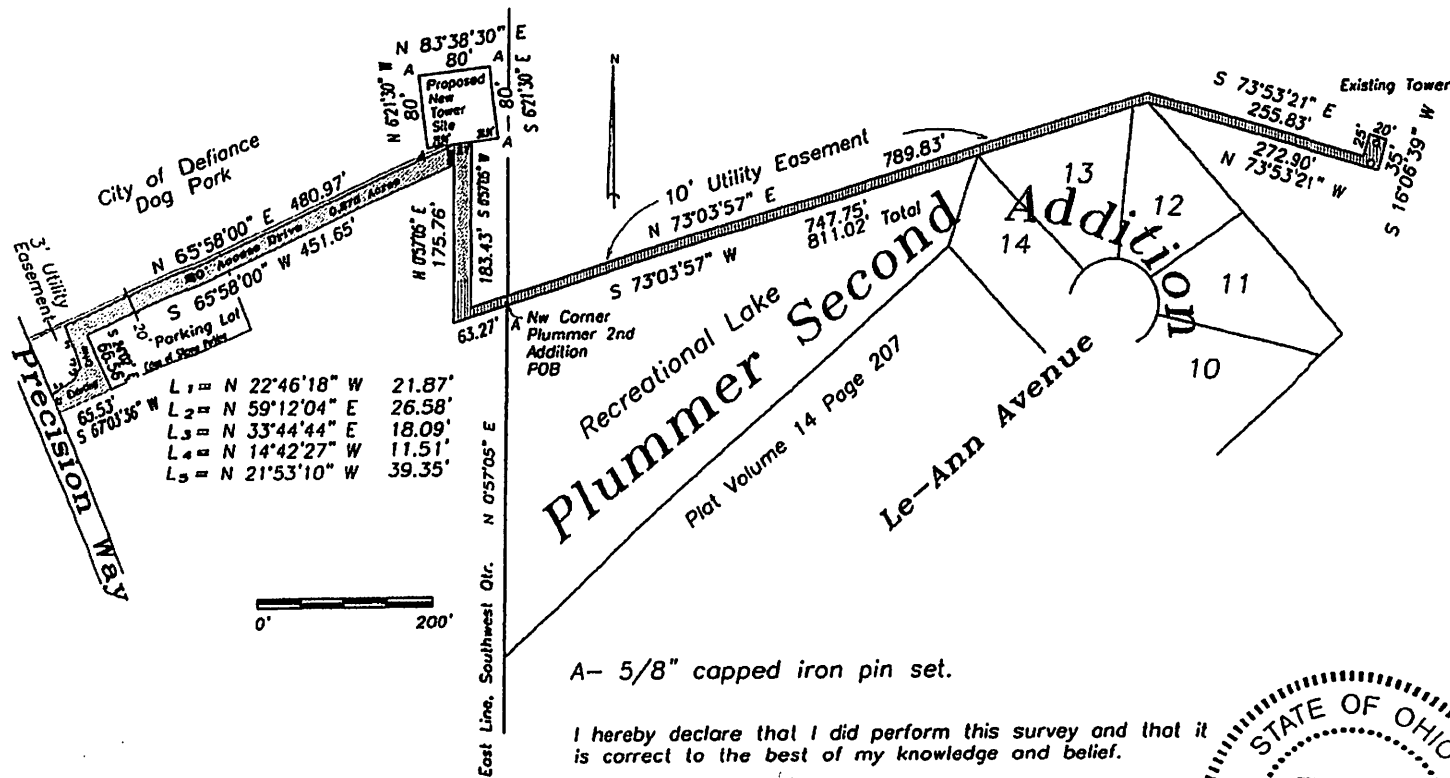 N 83°38'30" E
80'
A
A
N 6°21'30" W
80'
Proposed
New
Tower
Site
80'
S 6°21'30" E
A
A
N
City of Defiance
Dog Park
N 65°58'00" E 480.97'
Access Drive
S 65°58'00" W 451.65'
3' Utility
Easement
20'
66.56'
Parking Lot
Existing
65.53'
S 67°03'36" W
Precision Way
N 0°57'05" E
175.76'
183.43' S 0°57'05" W
63.27'
A
Nw Corner
Plummer 2nd
Addition
POB
10' Utility Easement
789.83'
N 73°03'57" E
S 73°03'57" W
747.75'
811.02' Total
S 73°53'21" E
255.83'
272.90'
N 73°53'21" W
Existing Tower
25'
20'
35'
S 16°06'39" W
L1= N 22°46'18" W 21.87'
L2= N 59°12'04" E 26.58'
L3= N 33°44'44" E 18.09'
L4= N 14°42'27" W 11.51'
L5= N 21°53'10" W 39.35'
Recreational Lake
Plummer Second Addition
Plat Volume 14 Page 207
Le-Ann Avenue
14
13
12
11
10
0'
200'
East Line, Southwest Qtr. N 0°57'05" E
A- 5/8" capped iron pin set.
I hereby declare that I did perform this survey and that it
is correct to the best of my knowledge and belief.
STATE OF OHIO